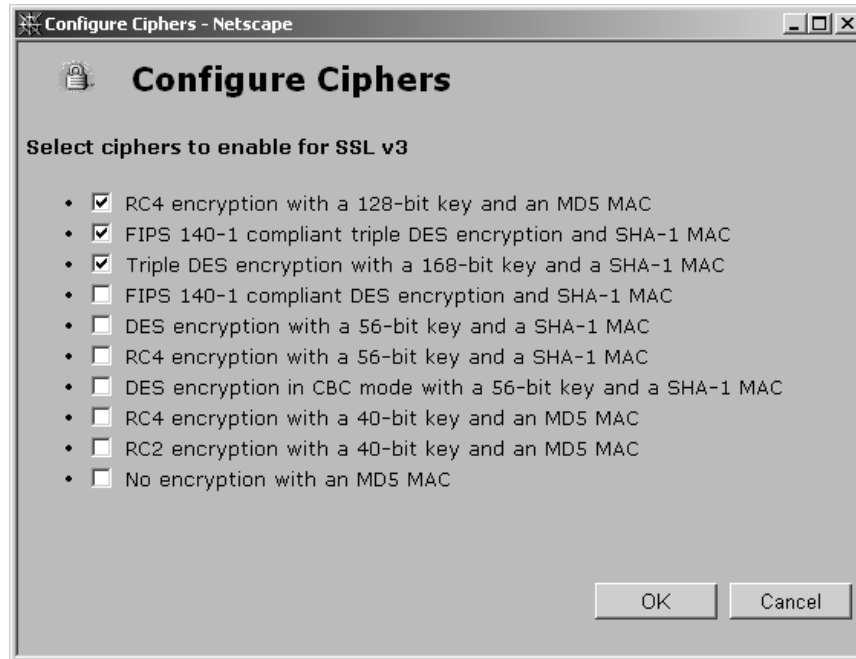 Configure Ciphers - Netscape
Configure Ciphers
Select ciphers to enable for SSL v3
• RC4 encryption with a 128-bit key and an MD5 MAC
• FIPS 140-1 compliant triple DES encryption and SHA-1 MAC
• Triple DES encryption with a 168-bit key and a SHA-1 MAC
• FIPS 140-1 compliant DES encryption and SHA-1 MAC
• DES encryption with a 56-bit key and a SHA-1 MAC
• RC4 encryption with a 56-bit key and a SHA-1 MAC
• DES encryption in CBC mode with a 56-bit key and a SHA-1 MAC
• RC4 encryption with a 40-bit key and an MD5 MAC
• RC2 encryption with a 40-bit key and an MD5 MAC
• No encryption with an MD5 MAC
OK Cancel